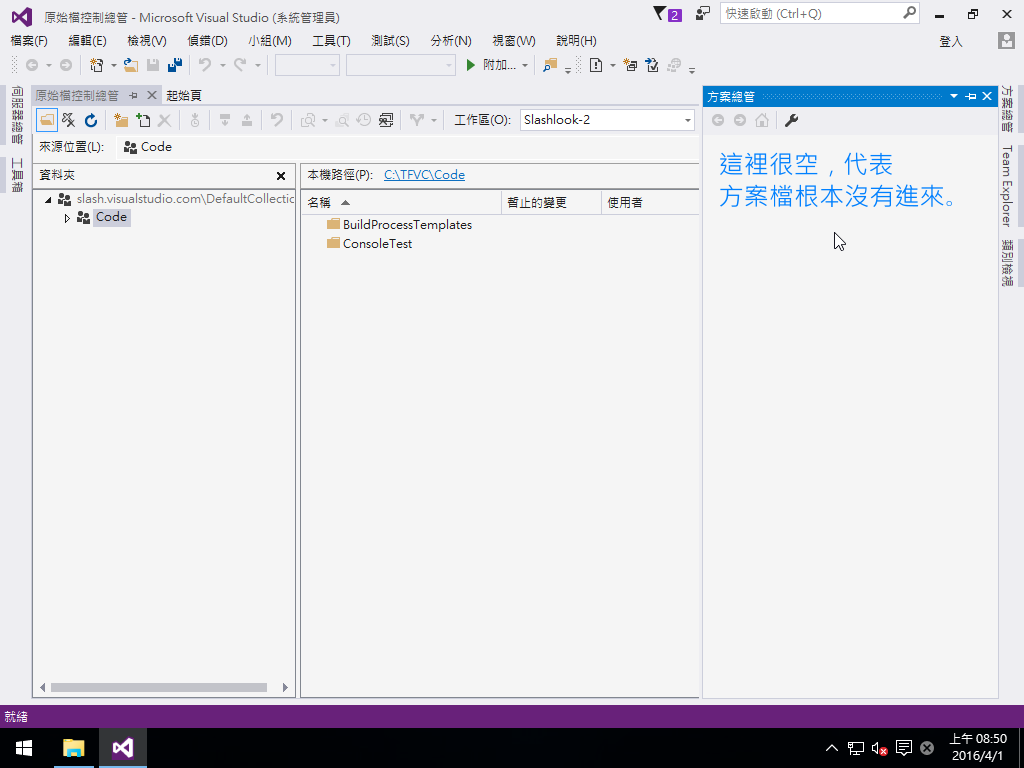 原始檔控制總管 - Microsoft Visual Studio (系統管理員)
2
快速啟動 (Ctrl+Q)
檔案(F) 編輯(E) 檢視(V) 偵錯(D) 小組(M) 工具(T) 測試(S) 分析(N) 視窗(W) 說明(H)
登入
附加...
伺服器總管
工具箱
原始檔控制總管
起始頁
工作區(O): Slashlook-2
來源位置(L): Code
資料夾
slash.visualstudio.com\DefaultCollectic
Code
本機路徑(P): C:\TFVC\Code
名稱 暫止的變更 使用者
BuildProcessTemplates
ConsoleTest
方案總管
這裡很空，代表
方案檔根本沒有進來。
方案總管
Team Explorer
類別檢視
就緒
上午 08:50
2016/4/1